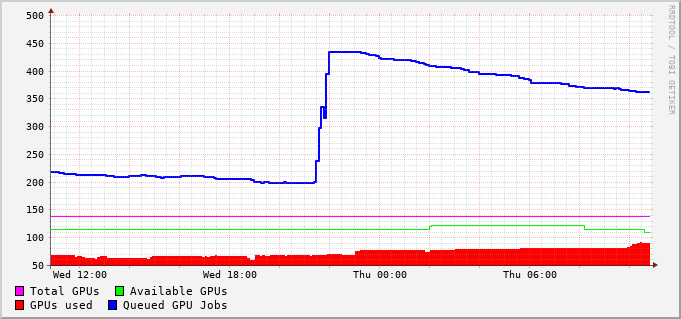 500
450
400
350
300
250
200
150
100
50
Wed 12:00 Wed 18:00 Thu 00:00 Thu 06:00
Total GPUs Available GPUs
GPUs used Queued GPU Jobs
RRDTOOL / TOBI OETIKER